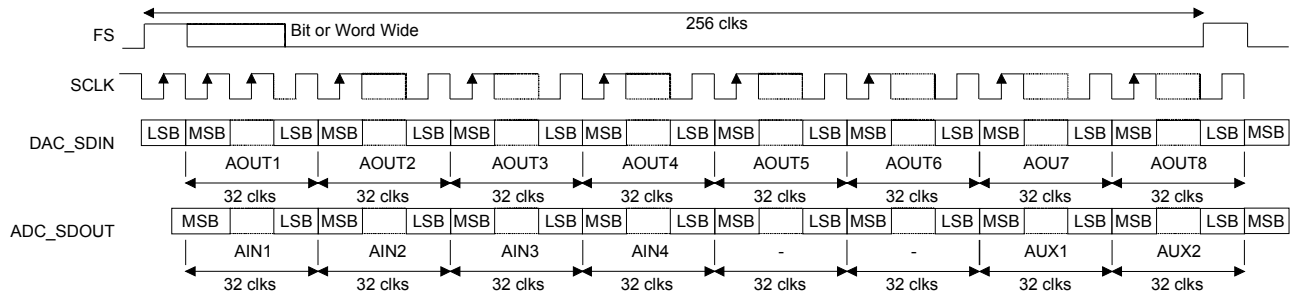 256 clks
FS Bit or Word Wide
SCLK
DAC_SDIN LSB MSB LSB MSB LSB MSB LSB MSB LSB MSB LSB MSB LSB MSB LSB MSB LSB MSB
AOUT1 AOUT2 AOUT3 AOUT4 AOUT5 AOUT6 AOU7 AOUT8
32 clks 32 clks 32 clks 32 clks 32 clks 32 clks 32 clks 32 clks
ADC_SDOUT MSB LSB MSB LSB MSB LSB MSB LSB MSB LSB MSB LSB MSB LSB MSB LSB MSB
AIN1 AIN2 AIN3 AIN4 - - AUX1 AUX2
32 clks 32 clks 32 clks 32 clks 32 clks 32 clks 32 clks 32 clks